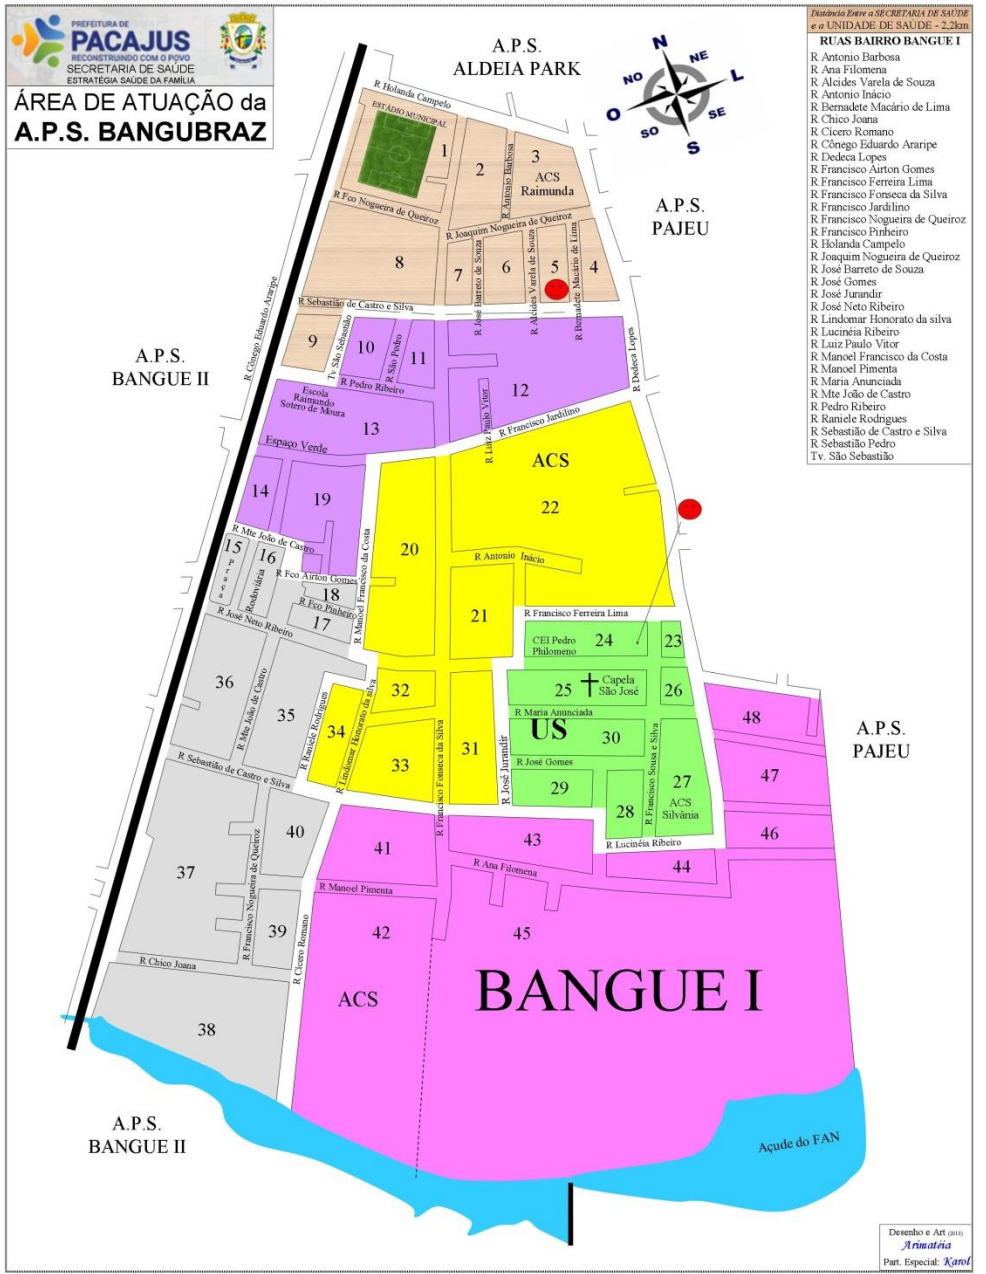 PREFEITURA DE
PACAJUS
RECONSTRUINDO COM O POVO
SECRETARIA DE SAÚDE
ESTRATÉGIA SAÚDE DA FAMÍLIA
ÁREA DE ATUAÇÃO da
A.P.S. BANGUBRAZ
A.P.S.
ALDEIA PARK
N
NE
L
SE
S
SO
O
NO
Distância Entre a SECRETARIA DE SAÚDE
e a UNIDADE DE SAÚDE - 2,2km
RUAS BAIRRO BANGUE I
R Antonio Barbosa
R Ana Filomena
R Alcides Varela de Souza
R Antonio Inácio
R Bernadete Macário de Lima
R Chico Joana
R Cícero Romano
R Cônego Eduardo Araripe
R Dedeca Lopes
R Francisco Airton Gomes
R Francisco Ferreira Lima
R Francisco Fonseca da Silva
R Francisco Jardilino
R Francisco Nogueira de Queiroz
R Francisco Pinheiro
R Holanda Campelo
R Joaquim Nogueira de Queiroz
R José Barreto de Souza
R José Gomes
R José Jurandir
R José Neto Ribeiro
R Lindomar Honorato da silva
R Lucinéia Ribeiro
R Luiz Paulo Vitor
R Manoel Francisco da Costa
R Manoel Pimenta
R Maria Anunciada
R Mte João de Castro
R Pedro Ribeiro
R Raniele Rodrigues
R Sebastião de Castro e Silva
R Sebastião Pedro
Tv. São Sebastião
R Holanda Campelo
ESTÁDIO MUNICIPAL
1
2
R Antonio Barbosa
3
ACS
Raimunda
A.P.S.
PAJEU
R Fco Nogueira de Queiroz
R Joaquim Nogueira de Queiroz
8
7
R José Barreto de Souza
6
R Alcides Varela de Souza
5
R Bernadete Macário de Lima
4
R Sebastião de Castro e Silva
R Cônego Eduardo Araripe
A.P.S.
BANGUE II
9
Tv São Sebastião
10
R São Pedro
11
12
R Dedeca Lopes
R Pedro Ribeiro
Escola
Raimundo
Sotero de Moura
13
R Luiz Paulo Vitor
R Francisco Jardilino
Espaço Verde
ACS
14
19
22
R Mte João de Castro
20
R Manoel Francisco da Costa
15
Praça
16
Rodoviária
R Antonio Inácio
R Fco Airton Gomes
18
R Fco Pinheiro
17
21
R Francisco Ferreira Lima
R José Neto Ribeiro
CEI Pedro
Philomeno
24
23
36
R Mte João de Castro
35
R Raniele Rodrigues
34
R Lindomar Honorato da silva
32
25
Capela
São José
26
R Maria Anunciada
US
30
48
A.P.S.
PAJEU
33
R Francisco Fonseca da Silva
31
R José Jurandir
R José Gomes
R Francisco Sousa e Silva
R Sebastião de Castro e Silva
29
28
27
ACS
Silvânia
47
46
40
41
43
R Lucinéia Ribeiro
37
R Francisco Nogueira de Queiroz
R Ana Filomena
44
R Manoel Pimenta
39
R Cícero Romano
42
45
R Chico Joana
ACS
BANGUE I
38
A.P.S.
BANGUE II
Açude do FAN
Desenho e Art (2013)
Arimatéia
Part. Especial: Karol